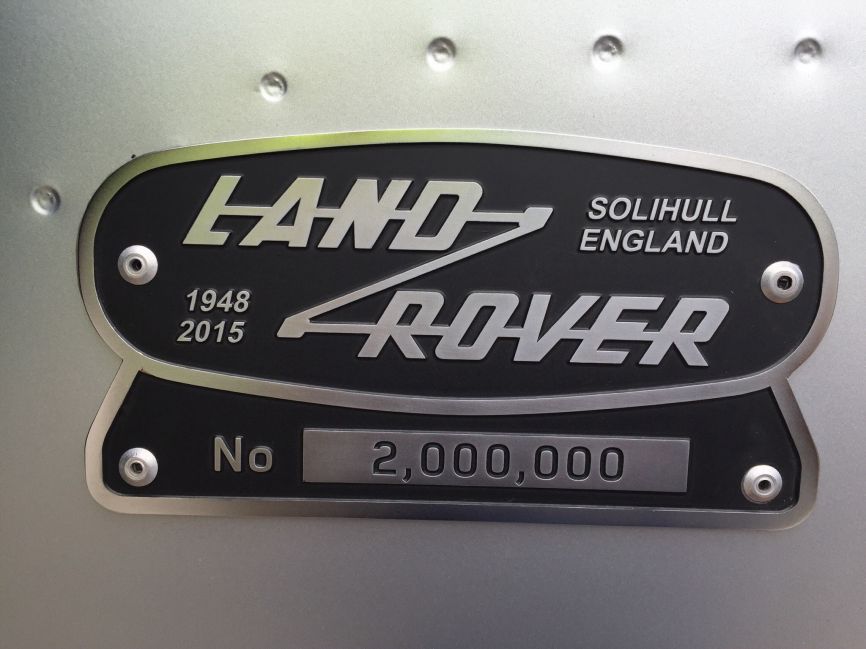 LAND
ROVER
SOLIHULL
ENGLAND
1948
2015
No 2,000,000